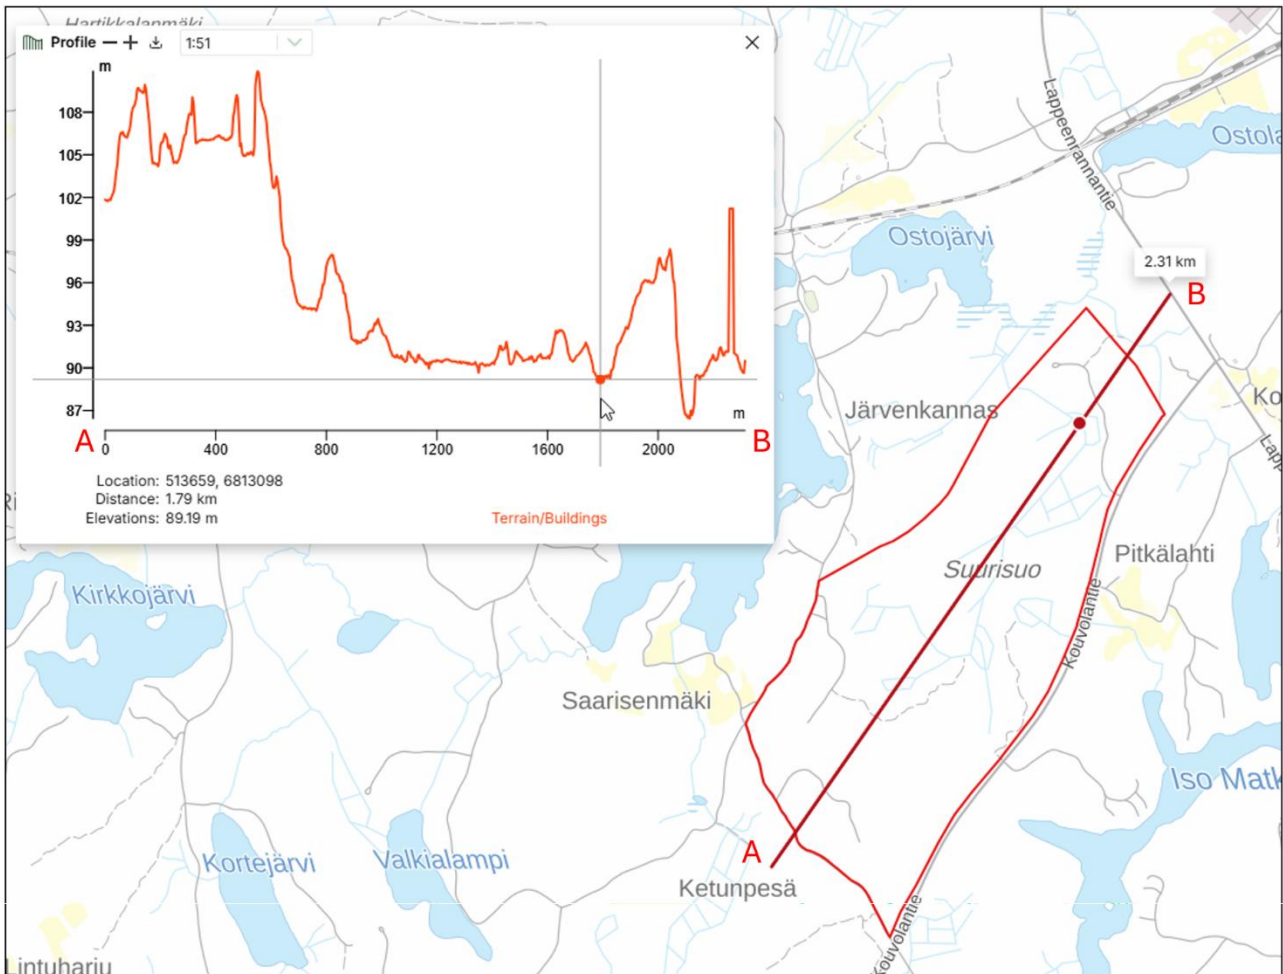 Hartikkalanmäki
Profile
1:51
m
108
105
102
99
96
93
90
87
m
A
B
0
400
800
1200
1600
2000
Location: 513659, 6813098
Distance: 1.79 km
Elevations: 89.19 m
Terrain/Buildings
Lappeenrannantie
Ostola
Ostojärvi
2.31 km
B
Järvenkannas
Ko
Lapp
Pitkälahti
Suurisuo
Kirkkojärvi
Kouvolantie
Saarisenmäki
Iso Matk
A
Kortejärvi
Valkialampi
Ketunpesä
Kouvolantie
Lintuharju